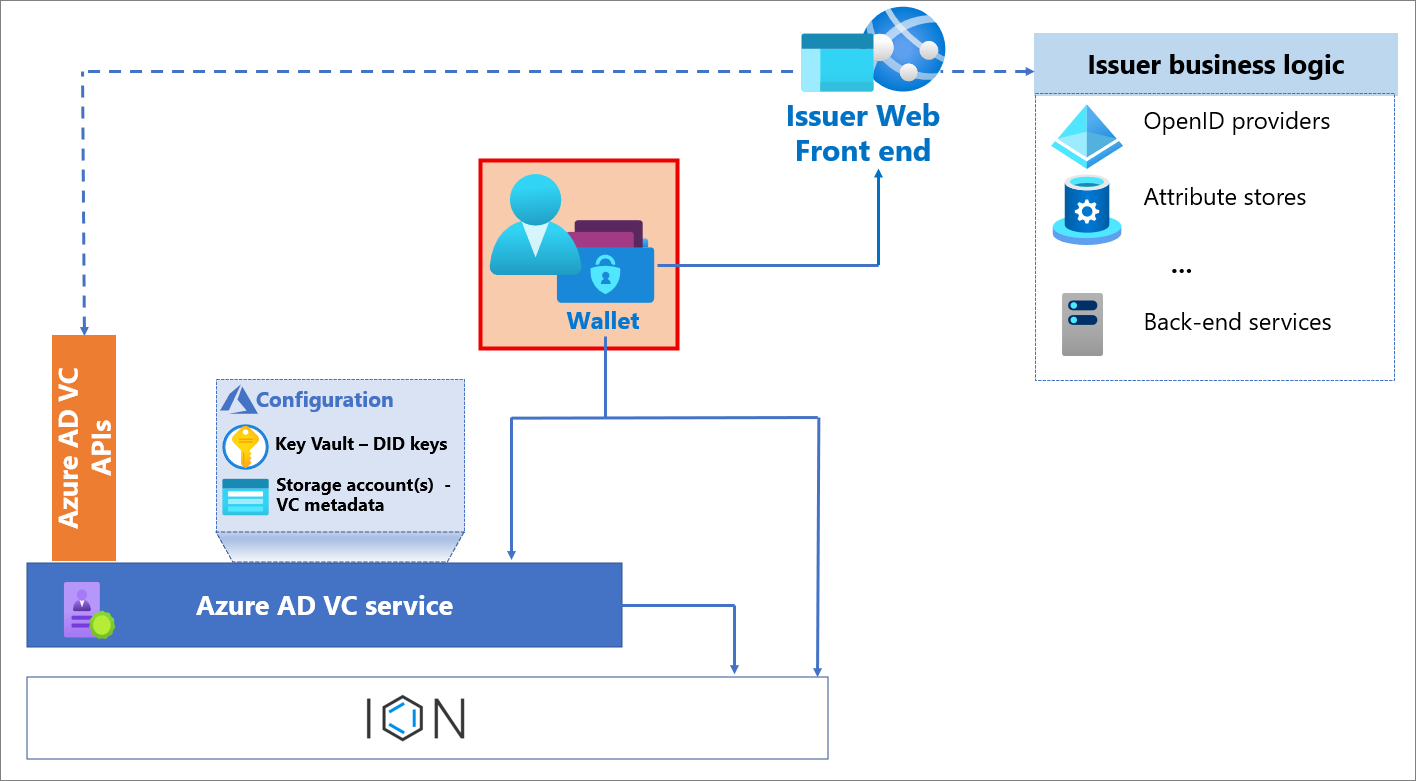 Issuer Web
Front end
Issuer business logic
OpenID providers
Attribute stores
...
Back-end services
Wallet
Azure AD VC
APIs
Configuration
Key Vault – DID keys
Storage account(s)  -
VC metadata
Azure AD VC service
ION